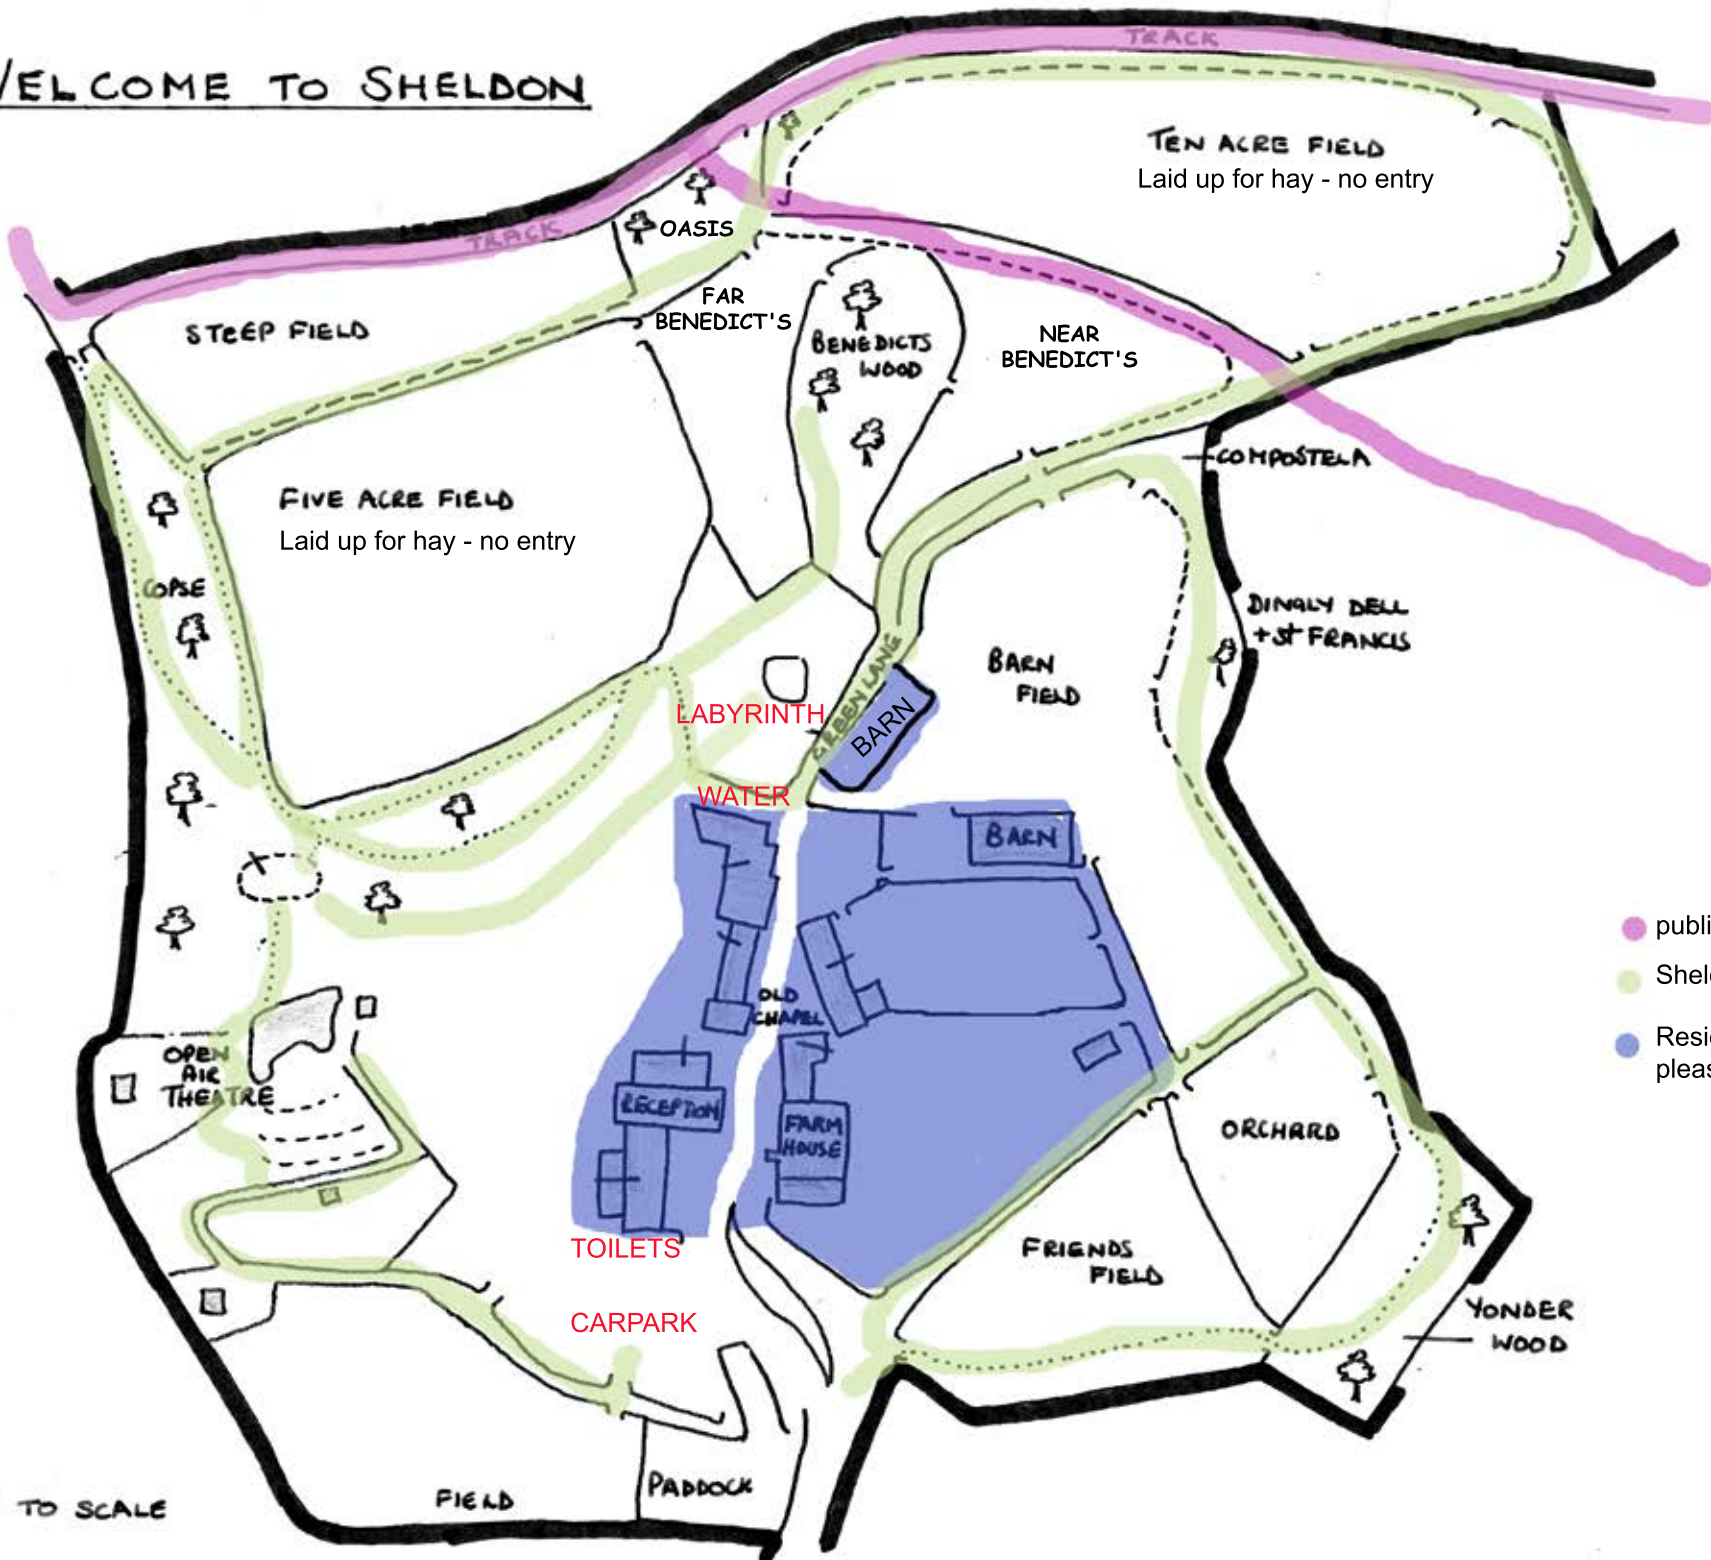 WELCOME TO SHELDON
TRACK
TEN ACRE FIELD
Laid up for hay - no entry
TRACK
OASIS
STEEP FIELD
FAR
BENEDICT'S
BENEDICTS
WOOD
NEAR
BENEDICT'S
COMPOSTELA
FIVE ACRE FIELD
Laid up for hay - no entry
COPSE
DINGLY DELL
+ St FRANCIS
BARN
FIELD
GREEN LANE
LABYRINTH
BARN
WATER
BARN
publi
Shel
Resi
pleas
OLD
CHAPEL
OPEN
AIR
THEATRE
RECEPTION
FARM
HOUSE
ORCHARD
TOILETS
FRIENDS
FIELD
CARPARK
YONDER
WOOD
PADDOCK
FIELD
TO SCALE